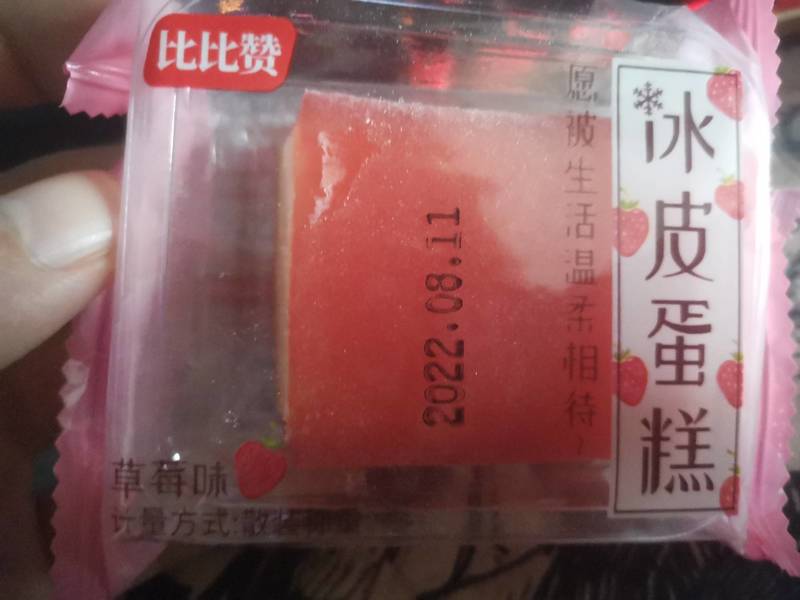 比比赞
冰皮蛋糕
愿被生活温柔相待~
2022.08.11
草莓味
计量方式:散装称重